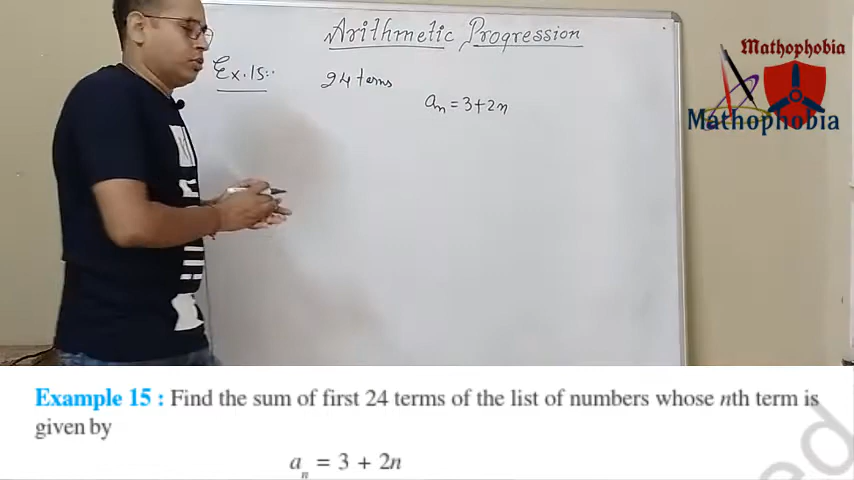 Arithmetic Progression
Ex.15:
24 terms
aₙ = 3+2n
Mathophobia
Mathophobia
Example 15 : Find the sum of first 24 terms of the list of numbers whose nth term is
given by
aₙ = 3 + 2n